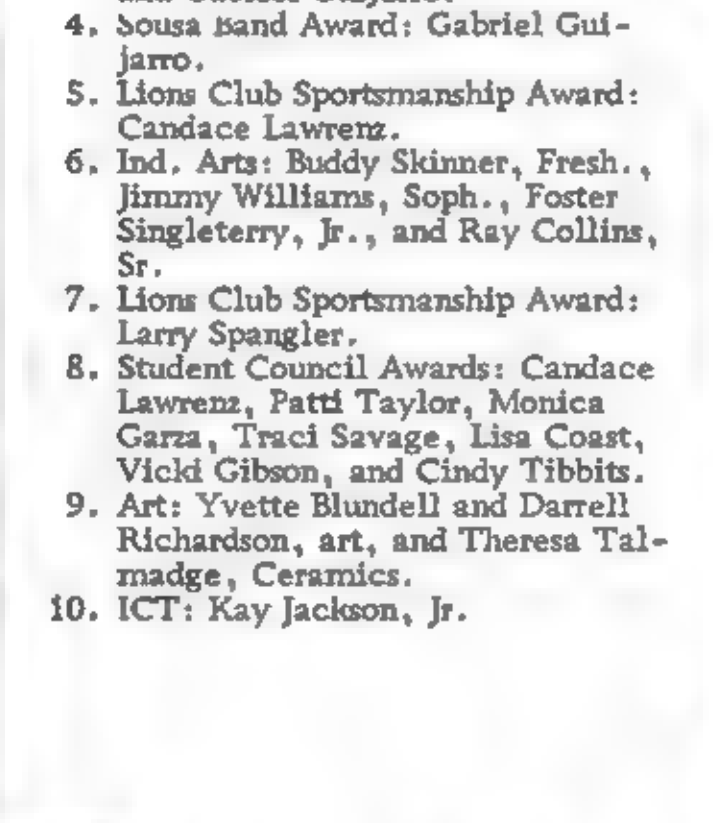 4. Sousa Band Award: Gabriel Gui-
jarro.
5. Lions Club Sportsmanship Award:
Candace Lawrenz.
6. Ind. Arts: Buddy Skinner, Fresh.,
Jimmy Williams, Soph., Foster
Singleterry, Jr., and Ray Collins,
Sr.
7. Lions Club Sportsmanship Award:
Larry Spangler.
8. Student Council Awards: Candace
Lawrenz, Patti Taylor, Monica
Garza, Traci Savage, Lisa Coast,
Vicki Gibson, and Cindy Tibbits.
9. Art: Yvette Blundell and Darrell
Richardson, art, and Theresa Tal-
madge, Ceramics.
10. ICT: Kay Jackson, Jr.